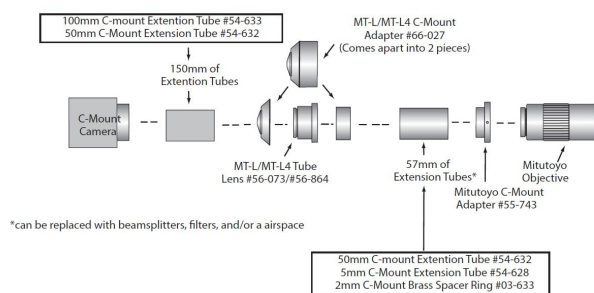 100mm C-mount Extention Tube #54-633
50mm C-Mount Extension Tube #54-632
MT-L/MT-L4 C-Mount
Adapter #66-027
(Comes apart into 2 pieces)
150mm of
Extention Tubes
C-Mount
Camera
MT-L/MT-L4 Tube
Lens #56-073/#56-864
57mm of
Extension Tubes*
Mitutoyo C-Mount
Adapter #55-743
Mitutoyo
Objective
*can be replaced with beamsplitters, filters, and/or a airspace
50mm C-mount Extention Tube #54-632
5mm C-Mount Extension Tube #54-628
2mm C-Mount Brass Spacer Ring #03-633